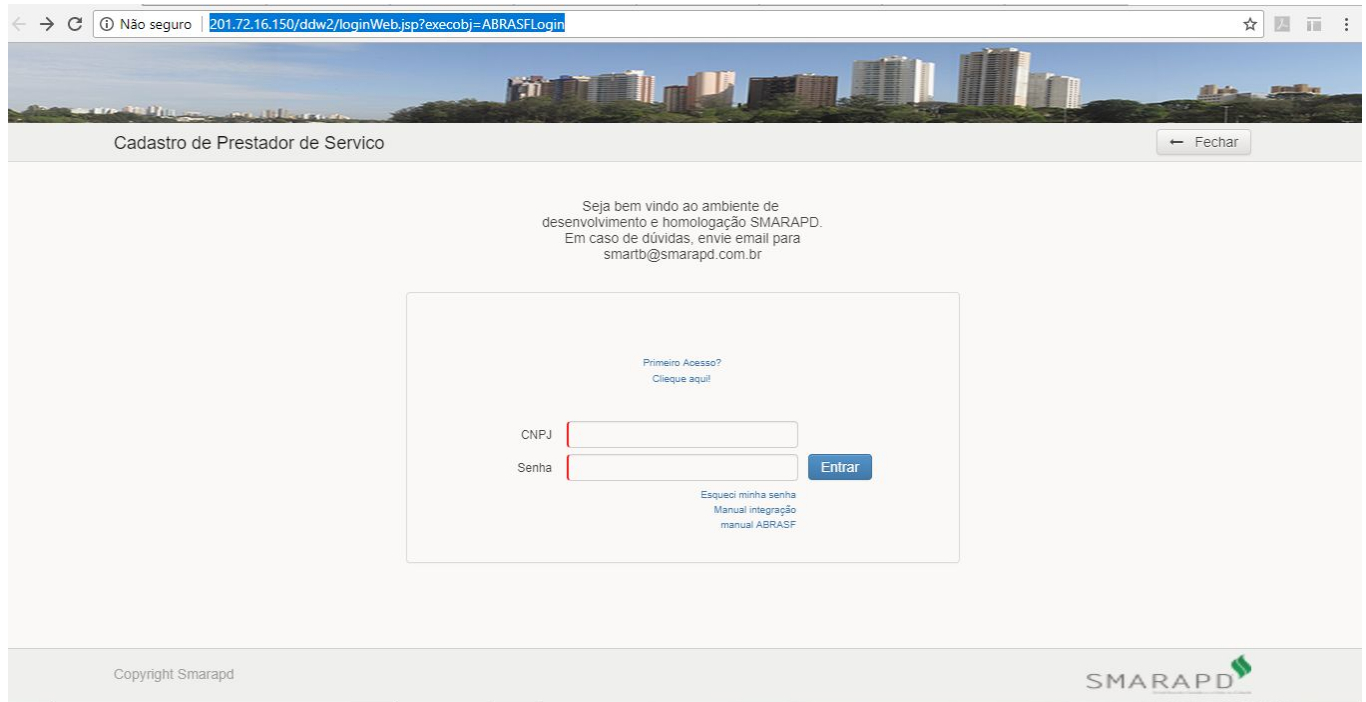 Não seguro
201.72.16.150/ddw2/loginWeb.jsp?execobj=ABRASFLogin
Cadastro de Prestador de Servico
← Fechar
Seja bem vindo ao ambiente de
desenvolvimento e homologação SMARAPD.
Em caso de dúvidas, envie email para
smartb@smarapd.com.br
Primeiro Acesso?
Clieque aqui!
CNPJ
Senha
Entrar
Esqueci minha senha
Manual integração
manual ABRASF
Copyright Smarapd
SMARAPD